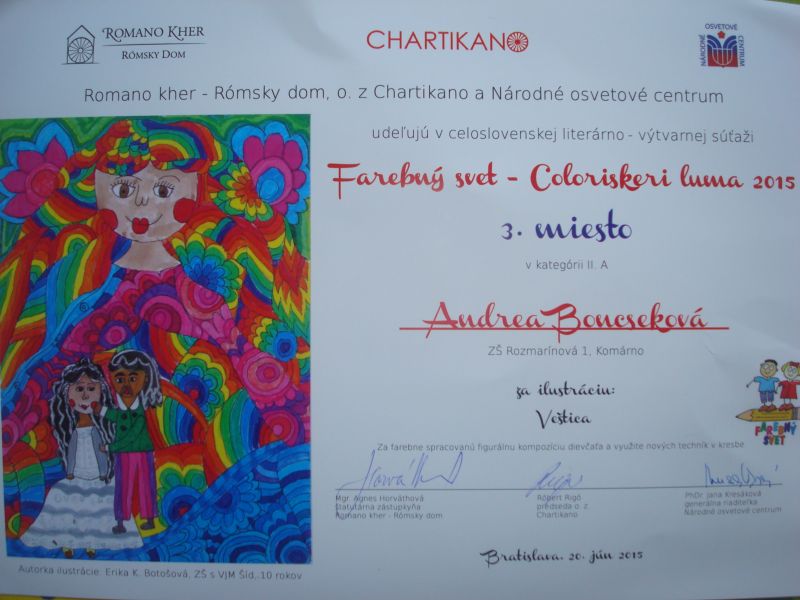 ROMANO KHER
RÓMSKY DOM
CHARTIKANO
NÁRODNÉ OSVETOVÉ CENTRUM
Romano kher - Rómsky dom, o. z Chartikano a Národné osvetové centrum
udeľujú v celoslovenskej literárno - výtvarnej súťaži
Farebný svet - Coloriskeri luma 2015
3. miesto
v kategórii II. A
Andrea Boncseková
ZŠ Rozmarínová 1, Komárno
za ilustráciu:
Veštica
FAREBNÝ SVET
Za farebne spracovanú figurálnu kompozíciu dievčaťa a využite nových techník v kresbe
Mgr. Agnes Horváthová
štatutárna zástupkyňa
Romano kher - Rómsky dom
Róbert Rigó
predseda o. z.
Chartikano
PhDr. Jana Kresáková
generálna riaditeľka
Národné osvetové centrum
Bratislava, 20. jún 2015
Autorka ilustrácie: Erika K. Botošová, ZŠ s VJM Šíd, 10 rokov